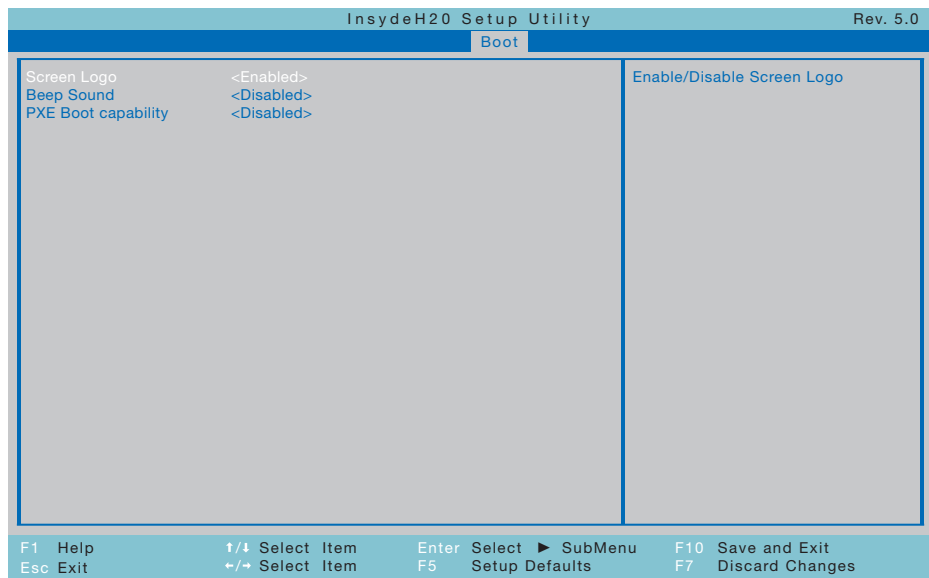 InsydeH20 Setup Utility Rev. 5.0
Boot
Screen Logo <Enabled>
Beep Sound <Disabled>
PXE Boot capability <Disabled>
Enable/Disable Screen Logo
F1 Help ↑/↓ Select Item Enter Select ► SubMenu F10 Save and Exit
Esc Exit ←/→ Select Item F5 Setup Defaults F7 Discard Changes